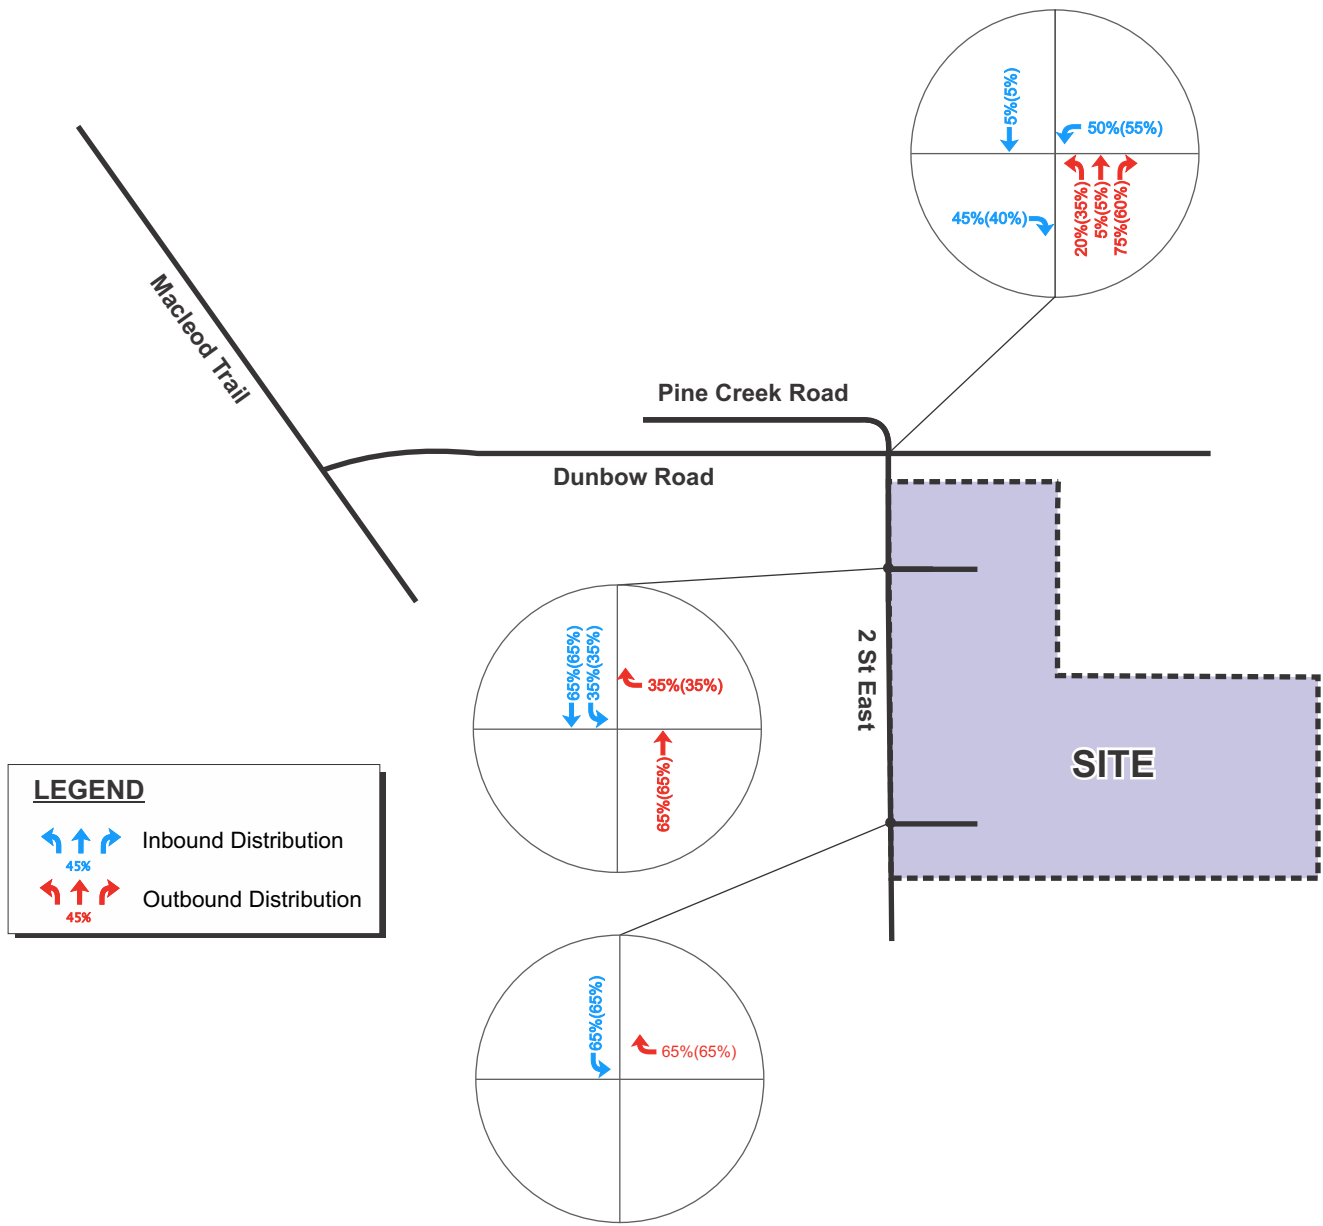 5%(5%)
50%(55%)
45%(40%)
20%(35%)
5%(5%)
75%(60%)
Macleod Trail
Pine Creek Road
Dunbow Road
65%(65%)
35%(35%)
35%(35%)
65%(65%)
2 St East
SITE
LEGEND
45%
Inbound Distribution
45%
Outbound Distribution
65%(65%)
65%(65%)